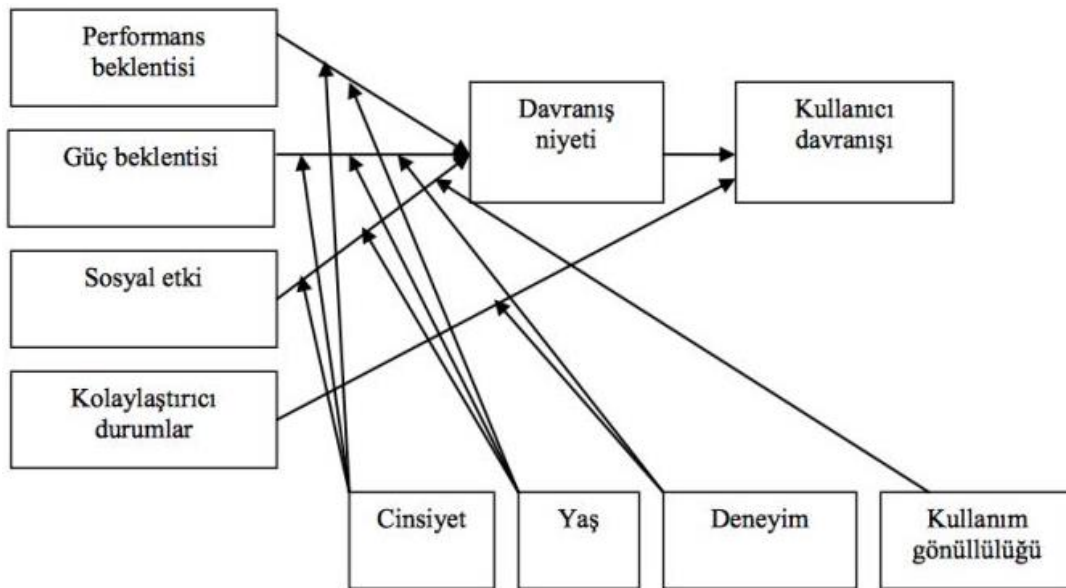 Performans
beklentisi
Güç beklentisi
Sosyal etki
Kolaylaştırıcı
durumlar
Davranış
niyeti
Kullanıcı
davranışı
Cinsiyet
Yaş
Deneyim
Kullanım
gönüllülüğü